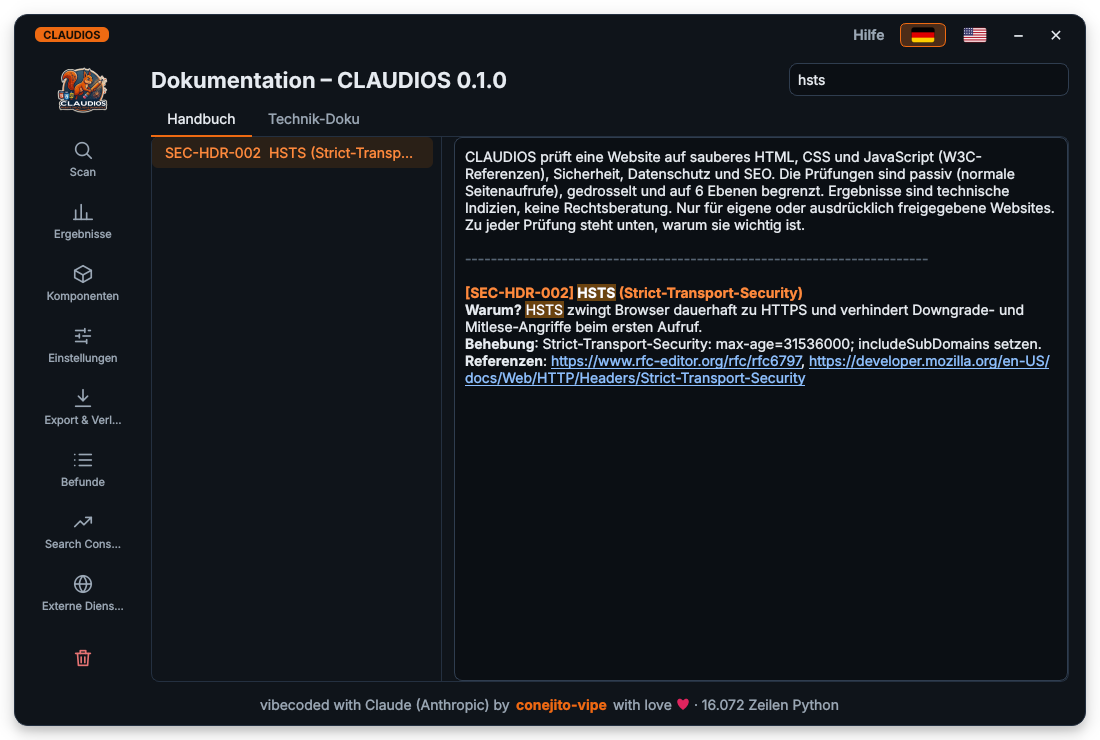 CLAUDIOS
Hilfe
CLAUDIOS
Dokumentation – CLAUDIOS 0.1.0
hsts
Handbuch
Technik-Doku
Scan
Ergebnisse
Komponenten
Einstellungen
Export & Verl...
Befunde
Search Cons...
Externe Diens...
SEC-HDR-002 HSTS (Strict-Transp...
CLAUDIOS prüft eine Website auf sauberes HTML, CSS und JavaScript (W3C-
Referenzen), Sicherheit, Datenschutz und SEO. Die Prüfungen sind passiv (normale
Seitenaufrufe), gedrosselt und auf 6 Ebenen begrenzt. Ergebnisse sind technische
Indizien, keine Rechtsberatung. Nur für eigene oder ausdrücklich freigegebene Websites.
Zu jeder Prüfung steht unten, warum sie wichtig ist.
------------------------------------------------------------------------
[SEC-HDR-002] HSTS (Strict-Transport-Security)
Warum? HSTS zwingt Browser dauerhaft zu HTTPS und verhindert Downgrade- und
Mitlese-Angriffe beim ersten Aufruf.
Behebung: Strict-Transport-Security: max-age=31536000; includeSubDomains setzen.
Referenzen: https://www.rfc-editor.org/rfc/rfc6797, https://developer.mozilla.org/en-US/
docs/Web/HTTP/Headers/Strict-Transport-Security
vibecoded with Claude (Anthropic) by conejito-vipe with love ♥ · 16.072 Zeilen Python